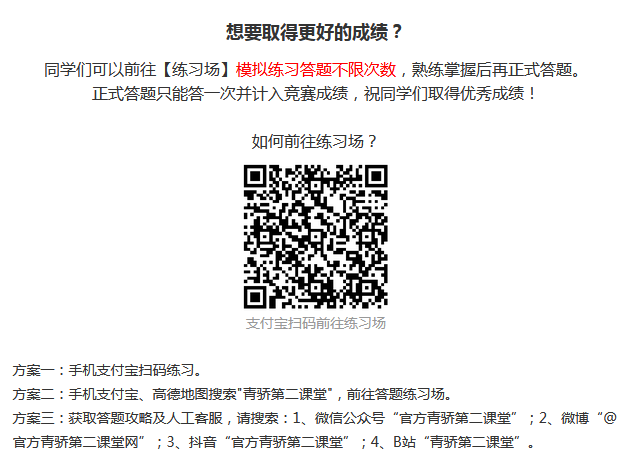 想要取得更好的成绩？
同学们可以前往【练习场】模拟练习答题不限次数，熟练掌握后再正式答题。
正式答题只能答一次并计入竞赛成绩，祝同学们取得优秀成绩！
如何前往练习场？
支付宝扫码前往练习场
方案一：手机支付宝扫码练习。
方案二：手机支付宝、高德地图搜索"青骄第二课堂"，前往答题练习场。
方案三：获取答题攻略及人工客服，请搜索：1、微信公众号“官方青骄第二课堂”；2、微博“@
官方青骄第二课堂网”；3、抖音“官方青骄第二课堂”；4、B站“青骄第二课堂”。